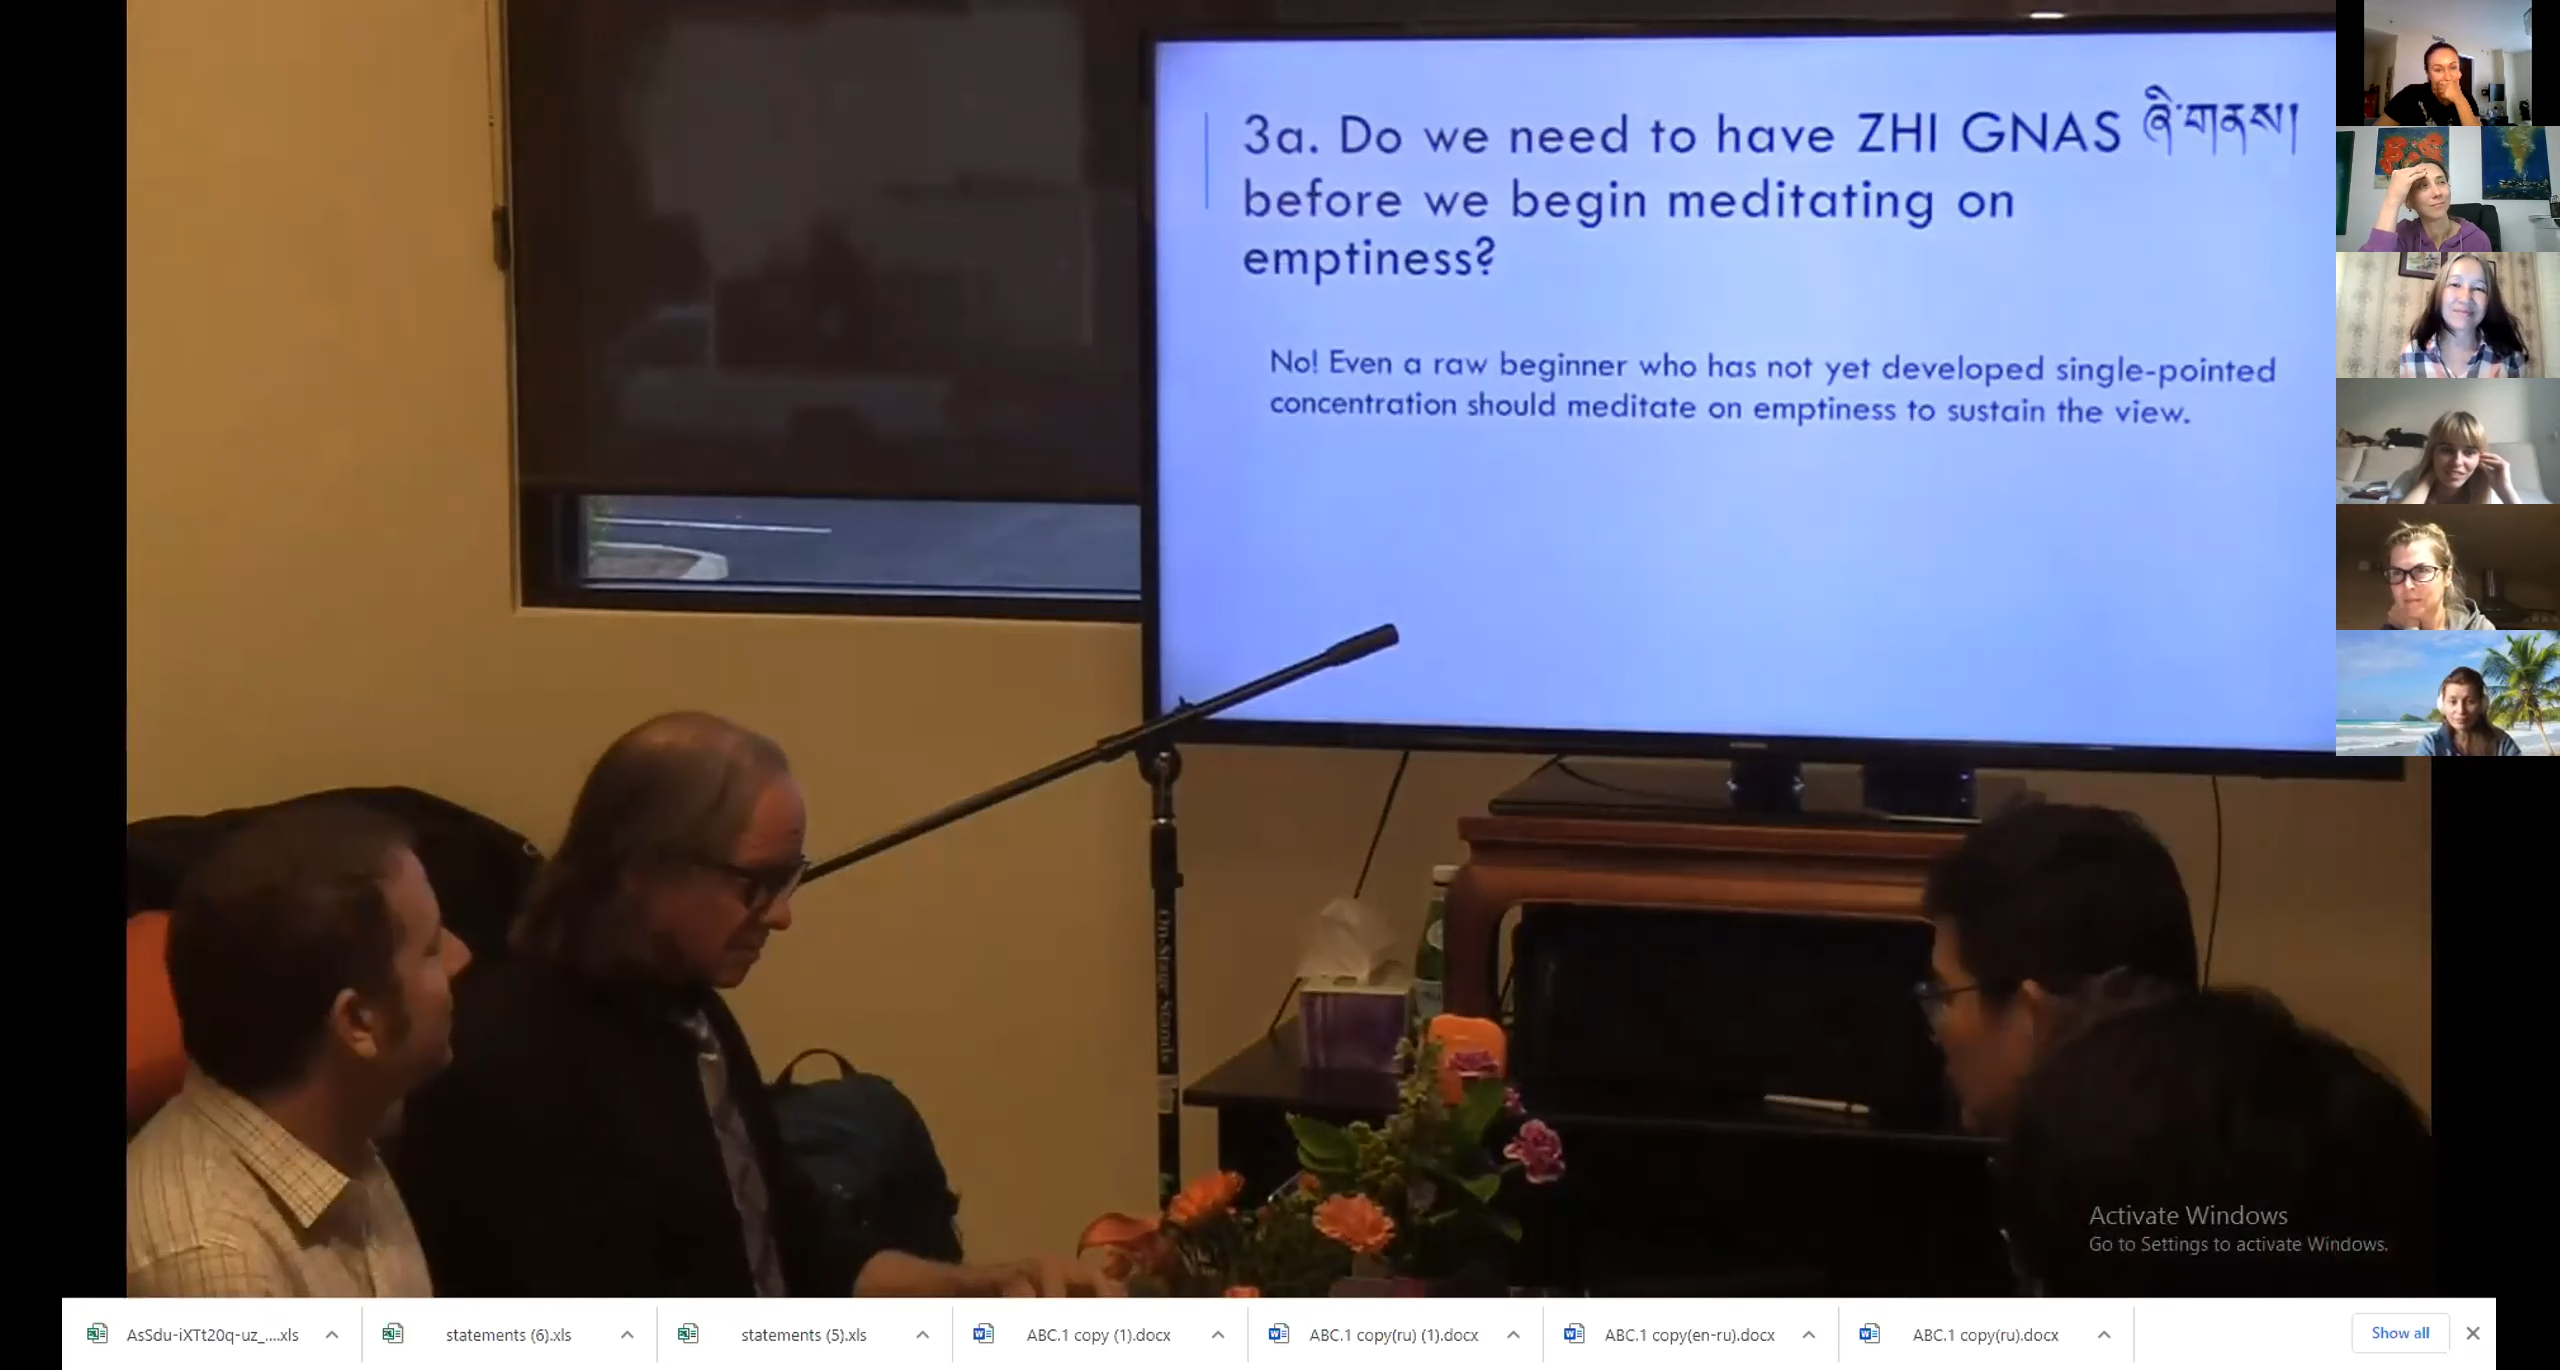 3a. Do we need to have ZHI GNAS ཞི་གནས།
before we begin meditating on
emptiness?
No! Even a raw beginner who has not yet developed single-pointed
concentration should meditate on emptiness to sustain the view.
On-Stage Stands
Activate Windows
Go to Settings to activate Windows.
AsSdu-iXTt20q-uz_....xls
statements (6).xls
statements (5).xls
ABC.1 copy (1).docx
ABC.1 copy(ru) (1).docx
ABC.1 copy(en-ru).docx
ABC.1 copy(ru).docx
Show all